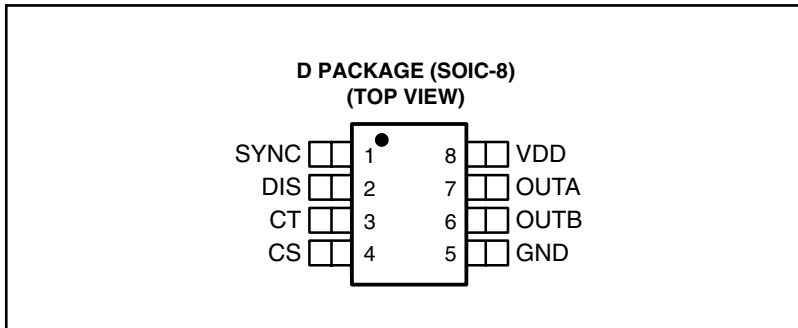 D PACKAGE (SOIC-8)
(TOP VIEW)
SYNC 1 8 VDD
DIS 2 7 OUTA
CT 3 6 OUTB
CS 4 5 GND